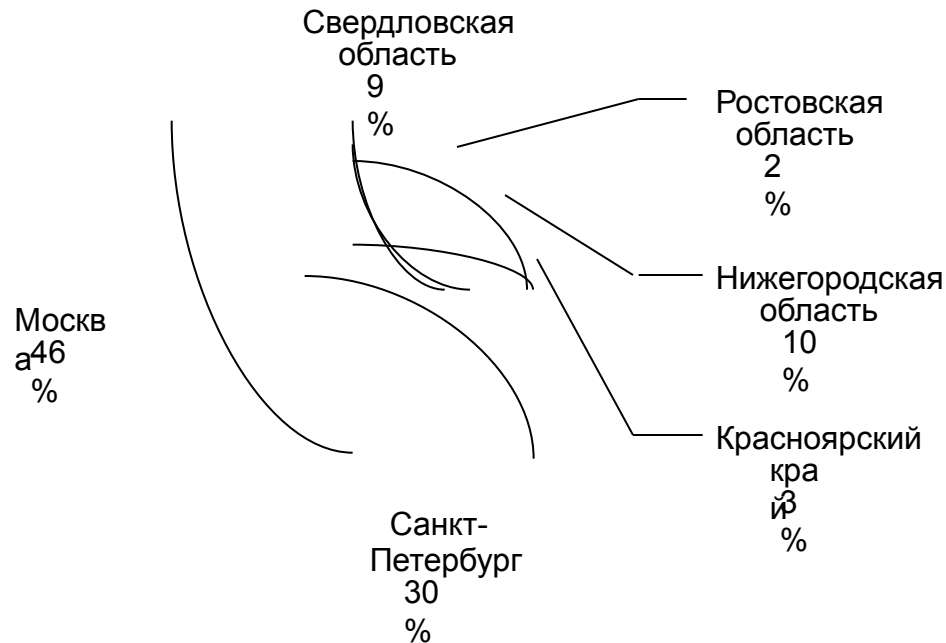 Свердловская
область
9
%
Ростовская
область
2
%
Нижегородская
область
10
%
Москв
а46
%
Красноярский
кра
й3
%
Санкт-
Петербург
30
%